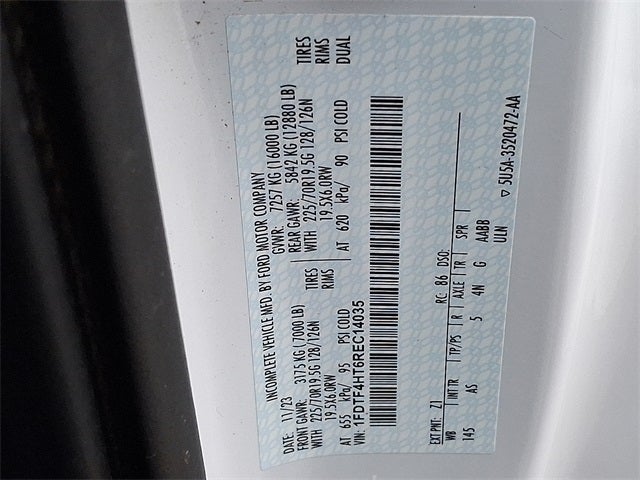 INCOMPLETE VEHICLE MFD. BY FORD MOTOR COMPANY
DATE: 11/23 GVWR: 7257 KG (16000 LB)
FRONT GAWR: 3175 KG (7000 LB) REAR GAWR: 5842 KG (12880 LB)
WITH 225/70R19.5G 128/126N TIRES WITH 225/70R19.5G 128/126N TIRES
19.5X6.0RW RIMS 19.5X6.0RW RIMS
AT 655 kPa/ 95 PSI COLD AT 620 kPa/ 90 PSI COLD DUAL
VIN: 1FDTF4HT6REC14035
EXT PNT: Z1 RC: 86 DSO:
WB INT TR TP/PS R AXLE TR SPR
145 AS 5 4N G AABB
ULN
▽ 5U5A-3520472-AA